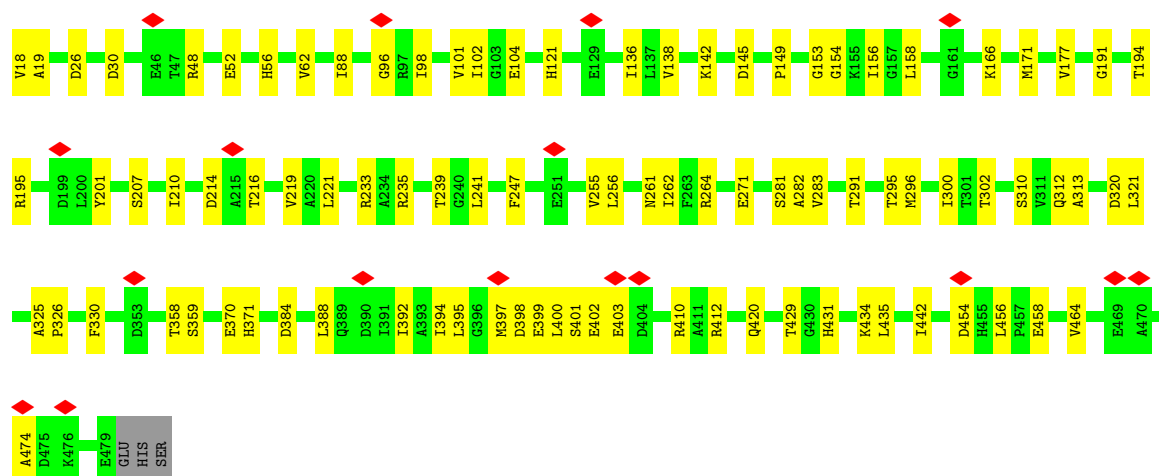 V18 A19 D26 D30 E46 T47 R48 E52 H56 V62 I88 G96 R97 I98 V101 I102 G103 E104 H121 E129 I136 L137 V138 K142 D145 P149 G153 G154 K155 I156 G157 L158 G161 K166 M171 V177 G191 T194
R195 D199 L200 Y201 S207 I210 D214 A215 T216 V219 A220 L221 R233 A234 R235 T239 G240 L241 F247 E251 V255 L256 N261 I262 F263 R264 E271 S281 A282 V283 T291 T295 M296 I300 T301 T302 S310 V311 Q312 A313 D320 L321
A325 P326 F330 D353 T358 S359 E370 H371 D384 L388 Q389 D390 I391 I392 A393 I394 L395 G396 M397 D398 E399 L400 S401 E402 E403 D404 R410 A411 R412 Q420 T429 G430 H431 K434 L435 I442 D454 H455 L456 P457 E458 V464 E469 A470
A474 D475 K476 E479 GLU HIS SER